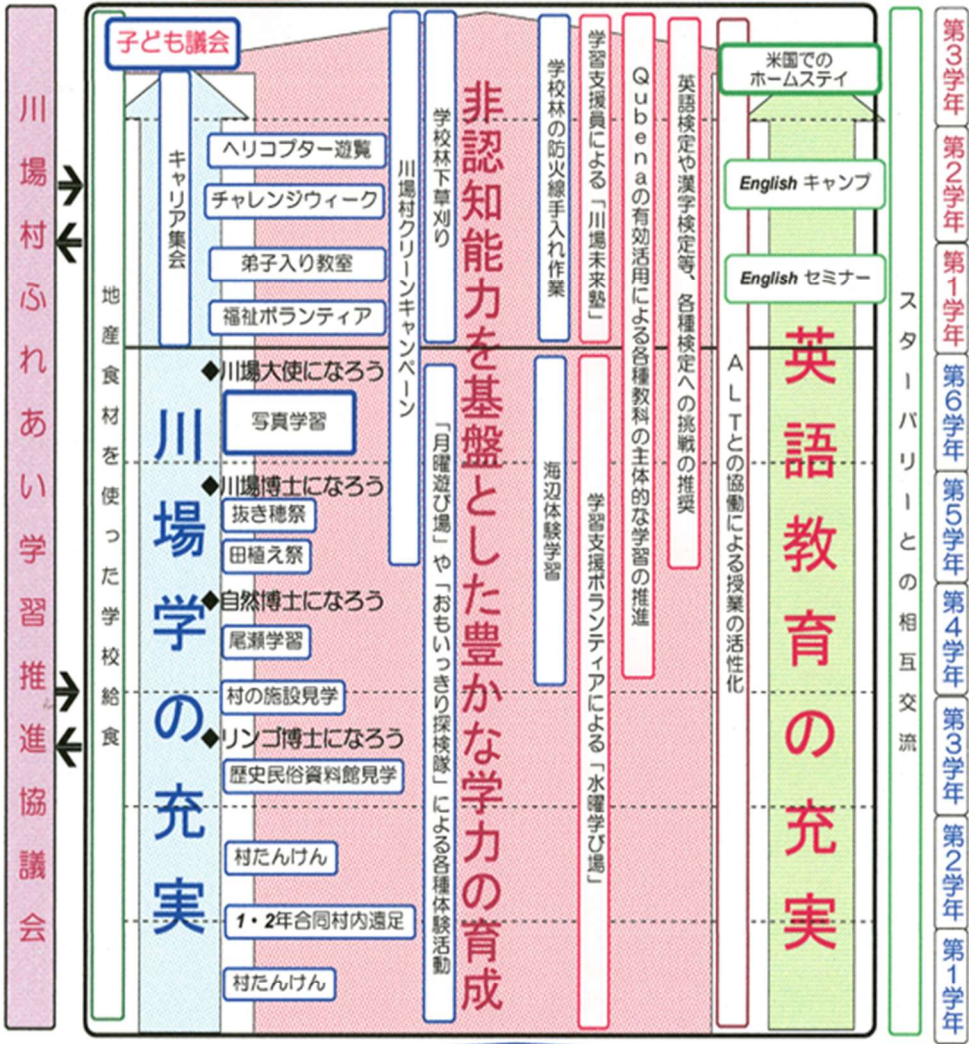 川場村ふれあい学習推進協議会
地産食材を使った学校給食
子ども議会
キャリア集会
川場学の充実
ヘリコプター遊覧
チャレンジウィーク
弟子入り教室
福祉ボランティア
◆川場大使になろう
写真学習
◆川場博士になろう
抜き穂祭
田植え祭
◆自然博士になろう
尾瀬学習
村の施設見学
◆リンゴ博士になろう
歴史民俗資料館見学
村たんけん
1・2年合同村内遠足
村たんけん
川場村クリーンキャンペーン
学校林下草刈り
「月曜遊び場」や「おもいっきり探検隊」による各種体験活動
非認知能力を基盤とした豊かな学力の育成
学校林の防火線手入れ作業
海辺体験学習
学習支援員による「川場未来塾」
学習支援ボランティアによる「水曜学び場」
Qubenaの有効活用による各種教科の主体的な学習の推進
英語検定や漢字検定等、各種検定への挑戦の推奨
ALTとの協働による授業の活性化
米国での
ホームステイ
English キャンプ
English セミナー
英語教育の充実
スターバリーとの相互交流
第3学年
第2学年
第1学年
第6学年
第5学年
第4学年
第3学年
第2学年
第1学年